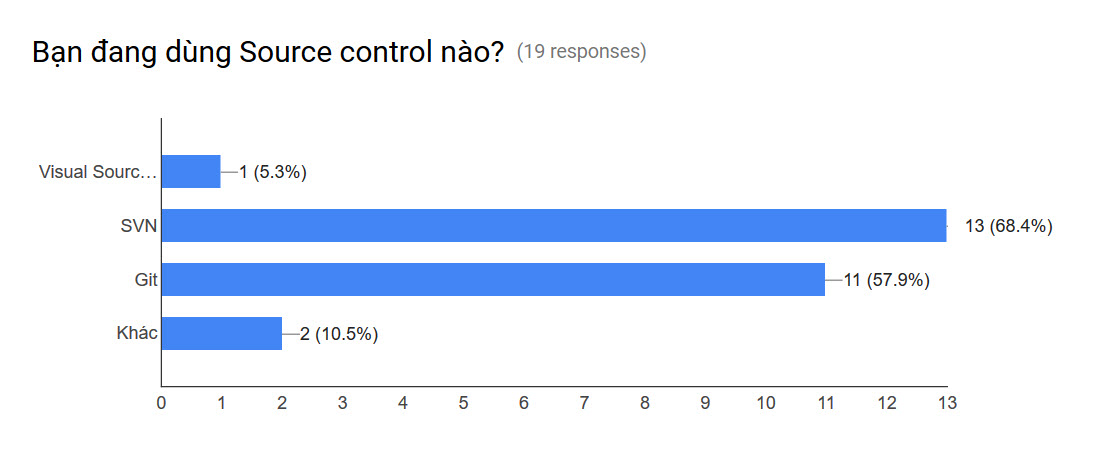 Bạn đang dùng Source control nào? (19 responses)
Visual Sourc… 1 (5.3%)
SVN 13 (68.4%)
Git 11 (57.9%)
Khác 2 (10.5%)
0 1 2 3 4 5 6 7 8 9 10 11 12 13